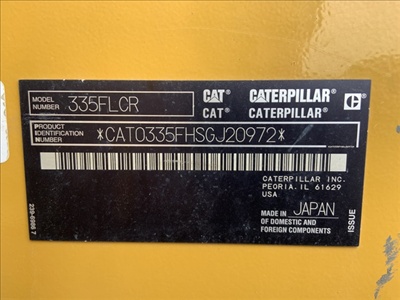 MODEL NUMBER 335FLCR
CAT CATERPILLAR C
CAT® CATERPILLAR®
PRODUCT IDENTIFICATION NUMBER *CAT0335FHSGJ20972*
CATERPILLAR INC.
PEORIA, IL 61629
USA
MADE IN JAPAN
OF DOMESTIC AND
FOREIGN COMPONENTS
ISSUE